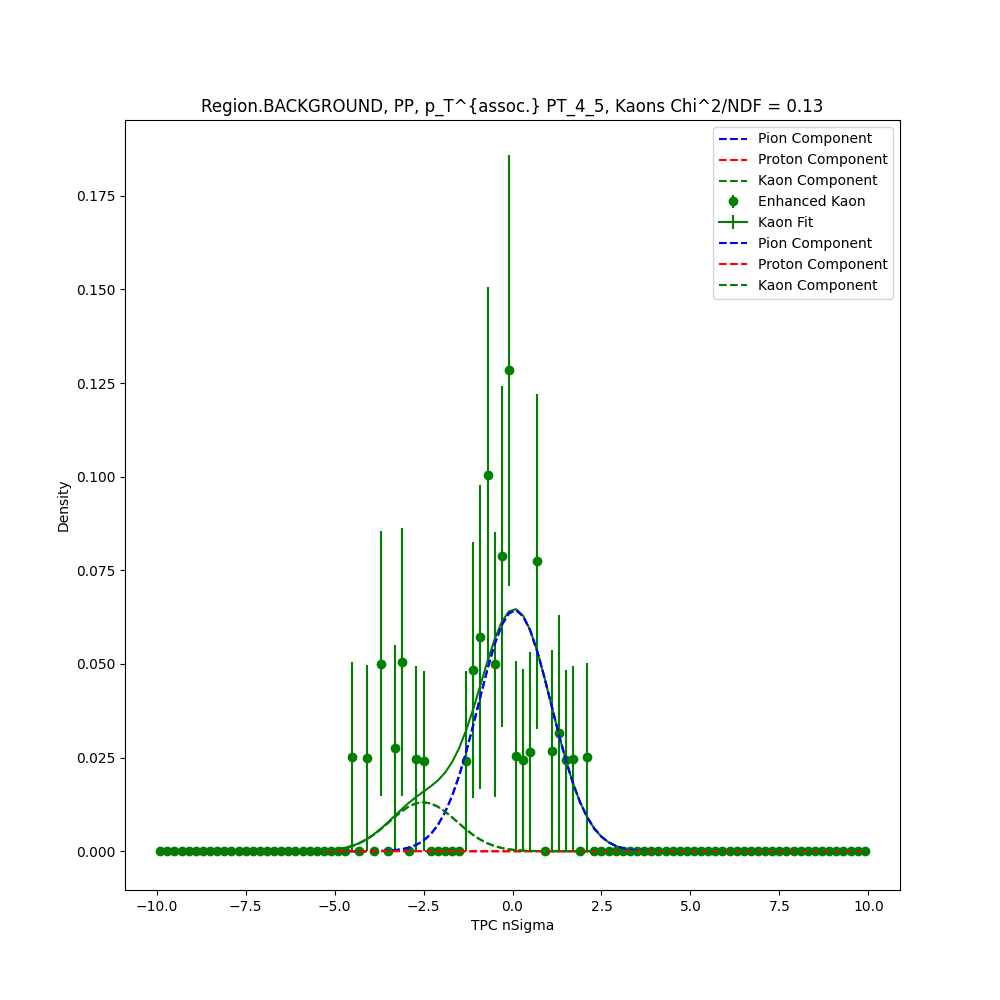 Region.BACKGROUND, PP, p_T^{assoc.} PT_4_5, Kaons Chi^2/NDF = 0.13
Pion Component
Proton Component
Kaon Component
Enhanced Kaon
Kaon Fit
Pion Component
Proton Component
Kaon Component
0.175
0.150
0.125
0.100
0.075
0.050
0.025
0.000
Density
−10.0 −7.5 −5.0 −2.5 0.0 2.5 5.0 7.5 10.0
TPC nSigma